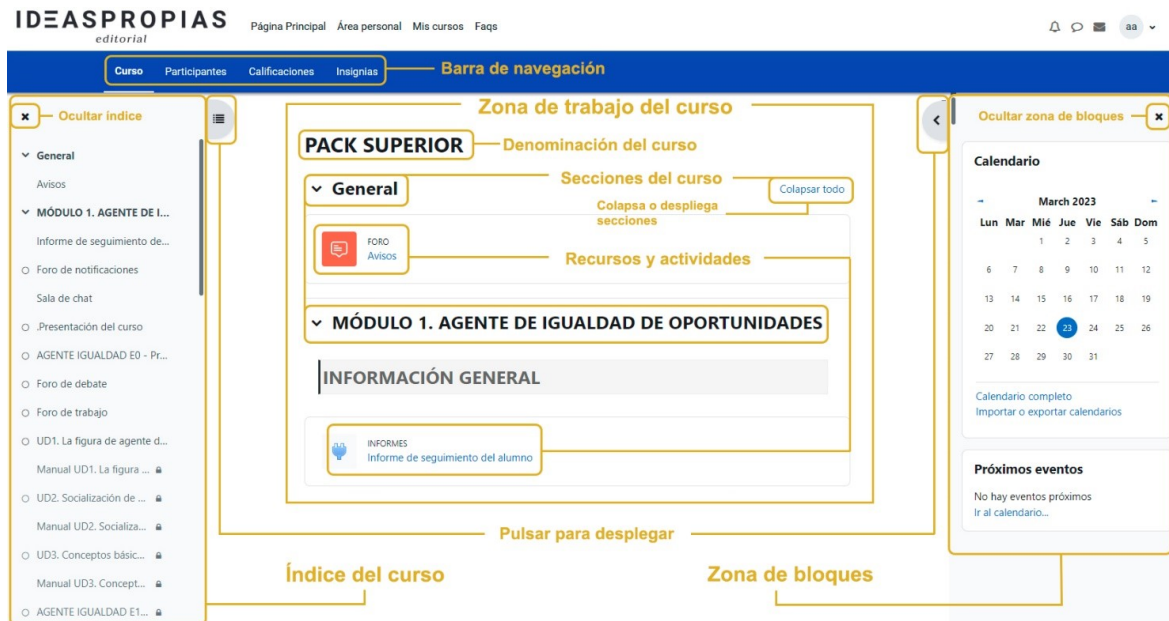 IDEASPROPIAS
editorial
Página Principal Área personal Mis cursos Faqs
aa
Curso Participantes Calificaciones Insignias
Barra de navegación
Ocultar índice
General
Avisos
MÓDULO 1. AGENTE DE I...
Informe de seguimiento de...
Foro de notificaciones
Sala de chat
.Presentación del curso
AGENTE IGUALDAD E0 - Pr...
Foro de debate
Foro de trabajo
UD1. La figura de agente d...
Manual UD1. La figura ...
UD2. Socialización de ...
Manual UD2. Socializa...
UD3. Conceptos básic...
Manual UD3. Concept...
AGENTE IGUALDAD E1...
Zona de trabajo del curso
PACK SUPERIOR
Denominación del curso
General
Secciones del curso
Colapsar todo
Colapsa o despliega
secciones
FORO
Avisos
Recursos y actividades
MÓDULO 1. AGENTE DE IGUALDAD DE OPORTUNIDADES
INFORMACIÓN GENERAL
INFORMES
Informe de seguimiento del alumno
Pulsar para desplegar
Índice del curso
Zona de bloques
Ocultar zona de bloques
Calendario
March 2023
Lun Mar Mié Jue Vie Sáb Dom
1 2 3 4 5
6 7 8 9 10 11 12
13 14 15 16 17 18 19
20 21 22 23 24 25 26
27 28 29 30 31
Calendario completo
Importar o exportar calendarios
Próximos eventos
No hay eventos próximos
Ir al calendario...